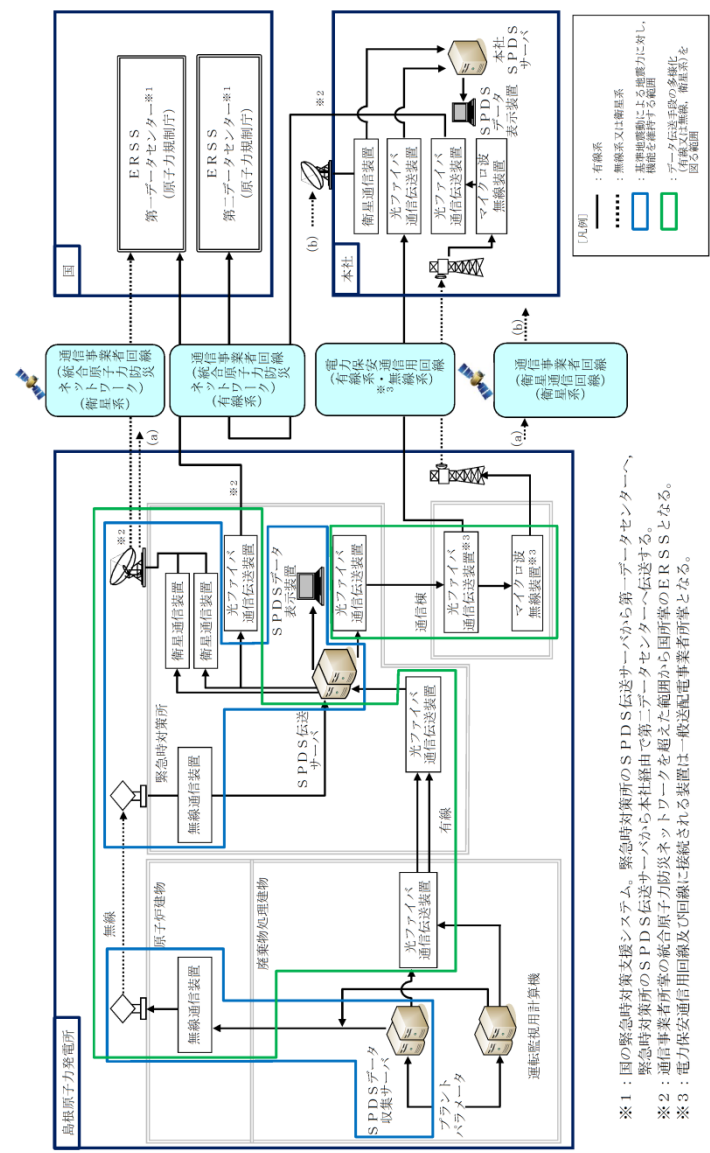 島根原子力発電所
無線
原子炉建物
無線通信装置
廃棄物処理建物
SPDSデータ
収集サーバ
プラント
パラメータ
運転監視用計算機
光ファイバ
通信伝送装置
有線
光ファイバ
通信伝送装置
緊急時対策所
無線通信装置
SPDS伝送
サーバ
衛星通信装置
衛星通信装置
光ファイバ
通信伝送装置
SPDSデータ
表示装置
光ファイバ
通信伝送装置
通信棟
光ファイバ
通信伝送装置※3
マイクロ波
無線装置※3
※2
(a)
※2
通信事業者回線
(統合原子力防災
ネットワーク)
(衛星系)
通信事業者回線
(統合原子力防災
ネットワーク)
(有線系)
電力保安通信用回線
(有線系・無線系)
※3
(a)
通信事業者回線
(衛星通信回線)
(衛星系)
(b)
国
ERSS
第一データセンター※1
(原子力規制庁)
ERSS
第二データセンター※1
(原子力規制庁)
※2
本社
(b)
衛星通信装置
光ファイバ
通信伝送装置
光ファイバ
通信伝送装置
マイクロ波
無線装置
本社
SPDS
サーバ
SPDS
データ
表示装置
[凡例]
:有線系
:無線系又は衛星系
:基準地震動による地震力に対し,
機能を維持する範囲
:データ伝送手段の多様化
(有線又は無線,衛星系)を
図る範囲
※1:国の緊急時対策支援システム。緊急時対策所のSPDS伝送サーバから第一データセンターへ,
緊急時対策所のSPDS伝送サーバから本社経由で第二データセンターへ伝送する。
※2:通信事業者所掌の統合原子力防災ネットワークを超えた範囲から国所掌のERSSとなる。
※3:電力保安通信用回線及び回線に接続される装置は一般送配電事業者所掌となる。